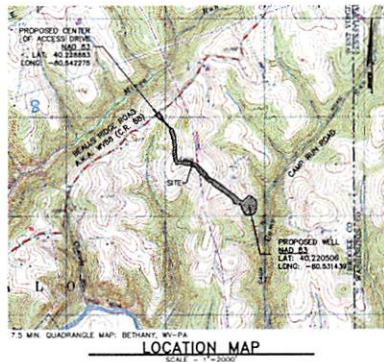 PROPOSED CENTER
OF ACCESS DRIVE
NAD 83
LAT: 40.228883
LONG: -80.542275
RIDGE ROAD
A.K.A. WV88 (C.R. 88)
CAMP RUN ROAD
SITE
PROPOSED WELL
NAD 83
LAT: 40.220506
LONG: -80.531439
L O
7.5 MIN. QUADRANGLE MAP: BETHANY, WV-PA
LOCATION MAP
SCALE - 1"=2000'